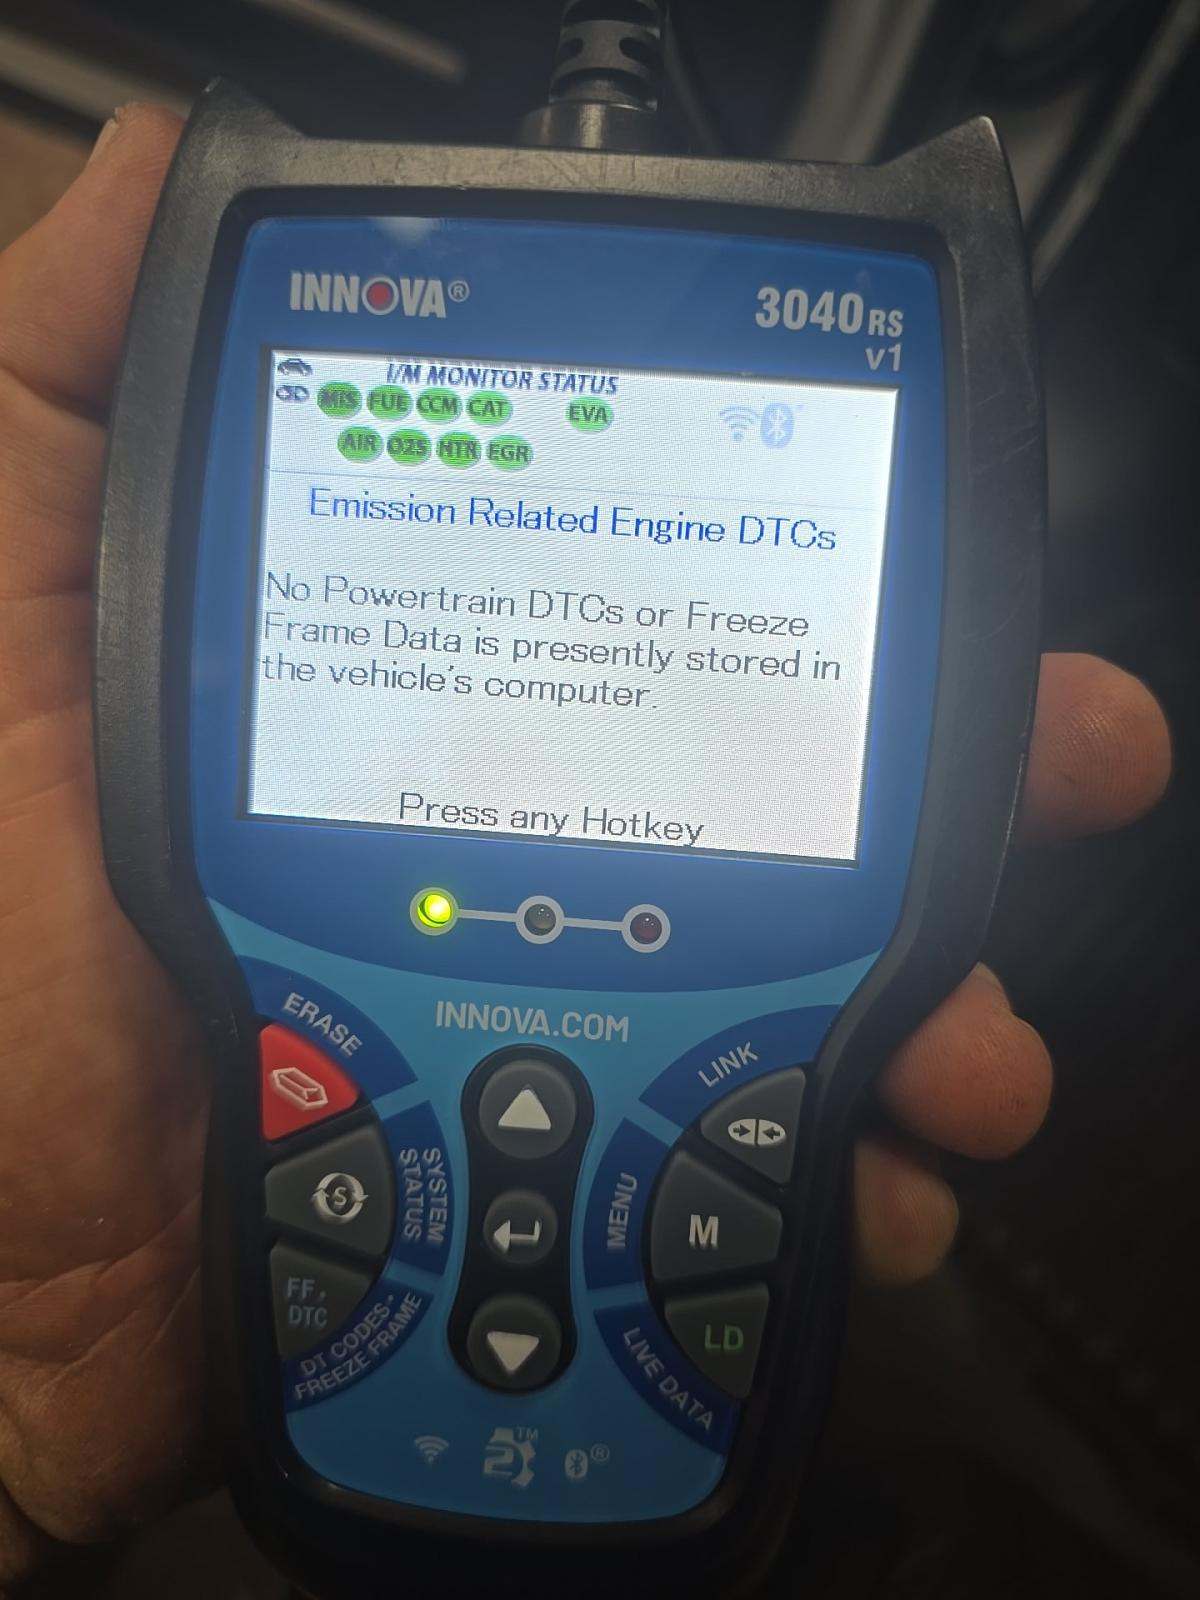 INNOVA®
3040RS
v1
I/M MONITOR STATUS
MIS FUE CCM CAT EVA
AIR O2S HTR EGR
Emission Related Engine DTCs
No Powertrain DTCs or Freeze
Frame Data is presently stored in
the vehicle's computer.
Press any Hotkey
INNOVA.COM
ERASE
LINK
S
SYSTEM
STATUS
MENU
M
FF.
DTC
DT CODES -
FREEZE FRAME
LD
LIVE DATA
2 TM
®